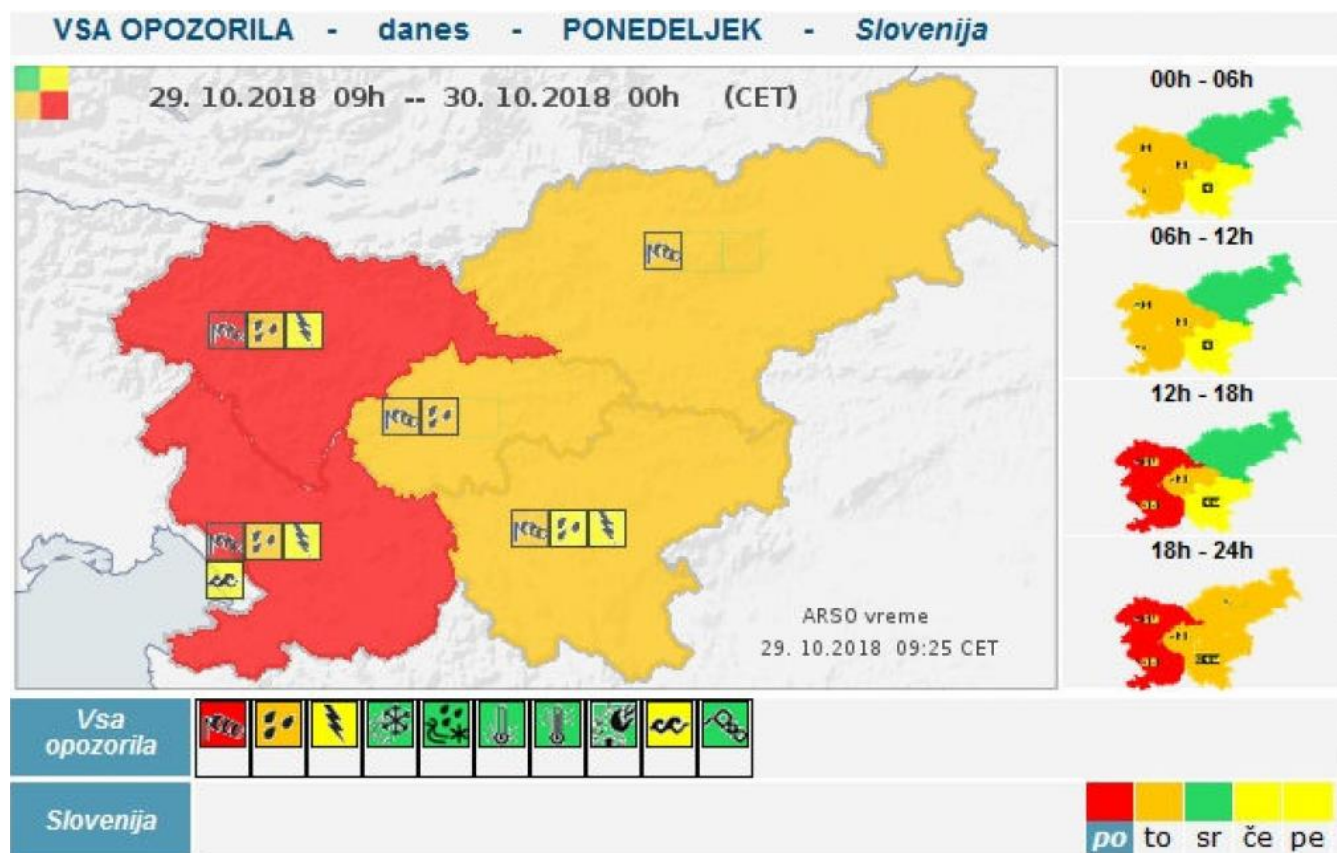 VSA OPOZORILA - danes - PONEDELJEK - Slovenija
29. 10.2018 09h -- 30. 10.2018 00h (CET)
00h - 06h
06h - 12h
12h - 18h
18h - 24h
ARSO vreme
29. 10.2018 09:25 CET
Vsa
opozorila
Slovenija
po to sr če pe